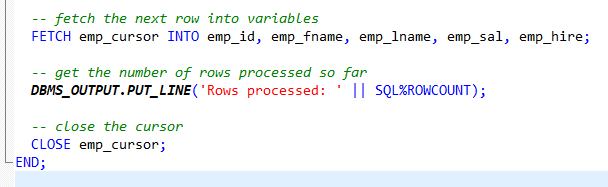 -- fetch the next row into variables
FETCH emp_cursor INTO emp_id, emp_fname, emp_lname, emp_sal, emp_hire;
-- get the number of rows processed so far
DBMS_OUTPUT.PUT_LINE('Rows processed: ' || SQL%ROWCOUNT);
-- close the cursor
CLOSE emp_cursor;
END;